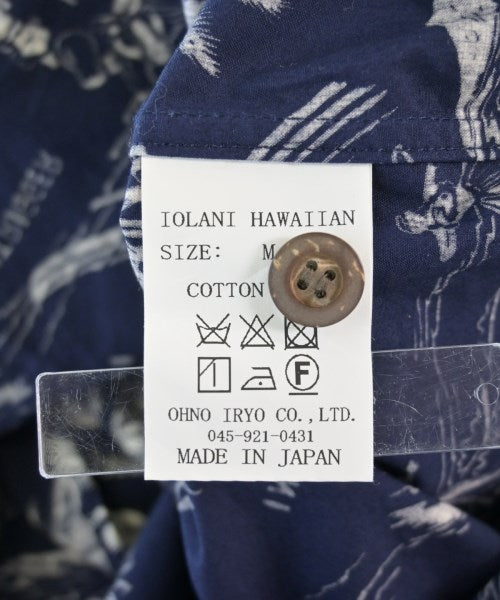 IOLANI HAWAIIAN
SIZE: M
COTTON
F
OHNO IRYO CO.,LTD.
045-921-0431
MADE IN JAPAN